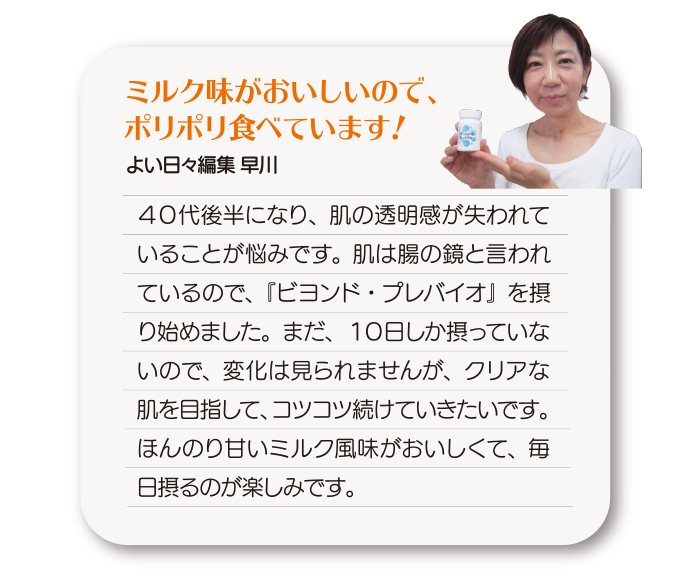 ミルク味がおいしいので、
ポリポリ食べています!
よい日々編集 早川
４０代後半になり、肌の透明感が失われて
いることが悩みです。肌は腸の鏡と言われ
ているので、『ビヨンド・プレバイオ』を摂
り始めました。まだ、１０日しか摂っていな
いので、変化は見られませんが、クリアな
肌を目指して、コツコツ続けていきたいです。
ほんのり甘いミルク風味がおいしくて、毎
日摂るのが楽しみです。